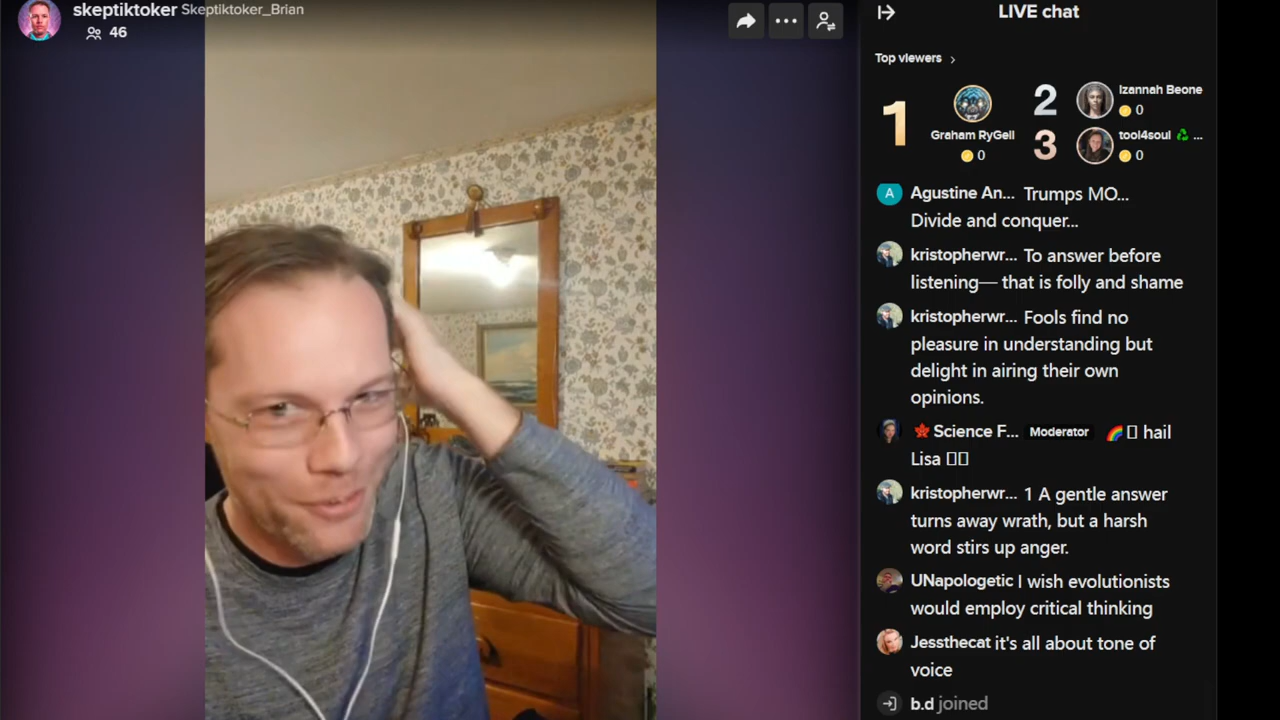 skeptiktoker Skeptiktoker_Brian
46
LIVE chat
Top viewers
1
Graham RyGell
0
2
Izannah Beone
0
3
tool4soul ♻ ...
0
A
Agustine An... Trumps MO...
Divide and conquer...
kristopherwr... To answer before
listening— that is folly and shame
kristopherwr... Fools find no
pleasure in understanding but
delight in airing their own
opinions.
Science F... Moderator 🌈 hail
Lisa
kristopherwr... 1 A gentle answer
turns away wrath, but a harsh
word stirs up anger.
UNapologetic I wish evolutionists
would employ critical thinking
Jessthecat it's all about tone of
voice
b.d joined